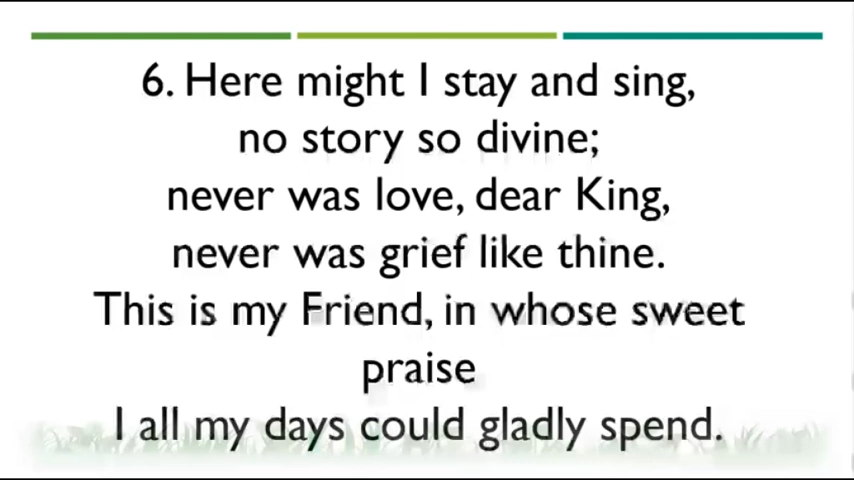 6. Here might I stay and sing,
no story so divine;
never was love, dear King,
never was grief like thine.
This is my Friend, in whose sweet
praise
I all my days could gladly spend.